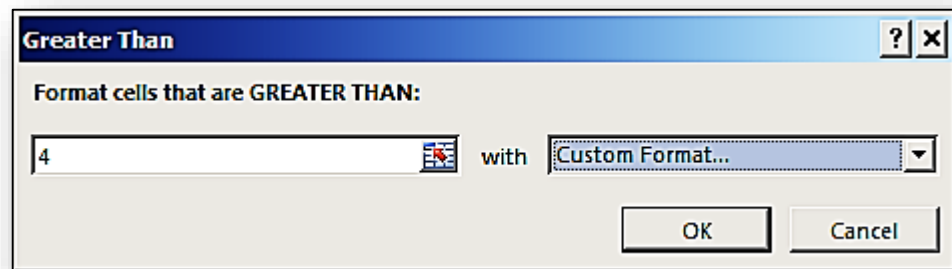 Greater Than
Format cells that are GREATER THAN:
4 with Custom Format...
OK Cancel